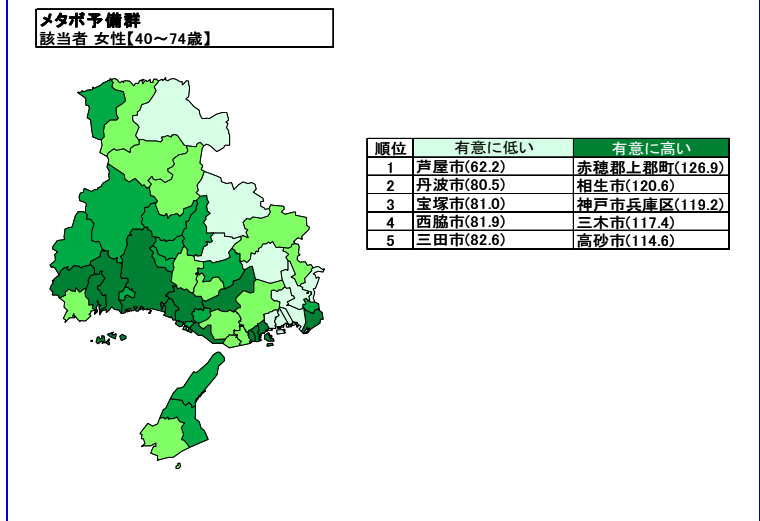 メタボ予備群
該当者 女性【40～74歳】
順位 有意に低い 有意に高い
1 芦屋市(62.2) 赤穂郡上郡町(126.9)
2 丹波市(80.5) 相生市(120.6)
3 宝塚市(81.0) 神戸市兵庫区(119.2)
4 西脇市(81.9) 三木市(117.4)
5 三田市(82.6) 高砂市(114.6)